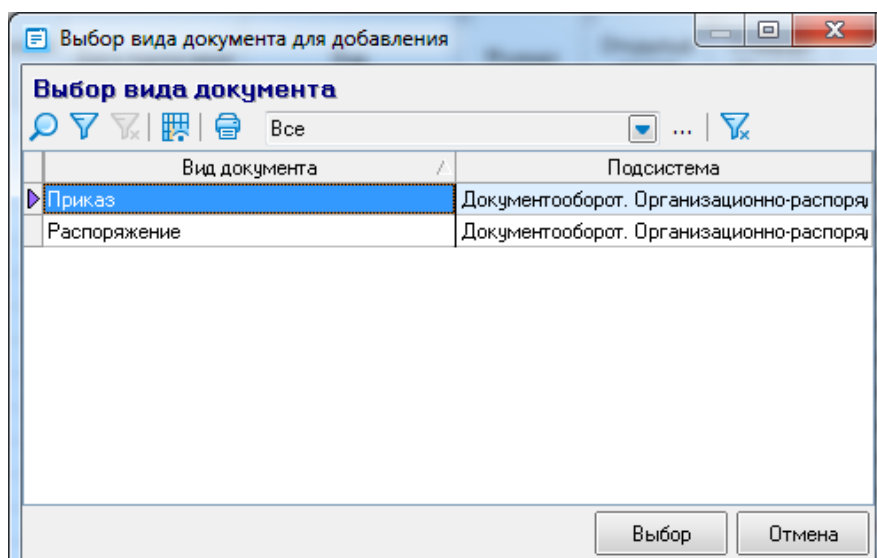 Выбор вида документа для добавления
Выбор вида документа
Все ...
Вид документа Подсистема
Приказ Документооборот. Организационно-распоря
Распоряжение Документооборот. Организационно-распоря
Выбор Отмена